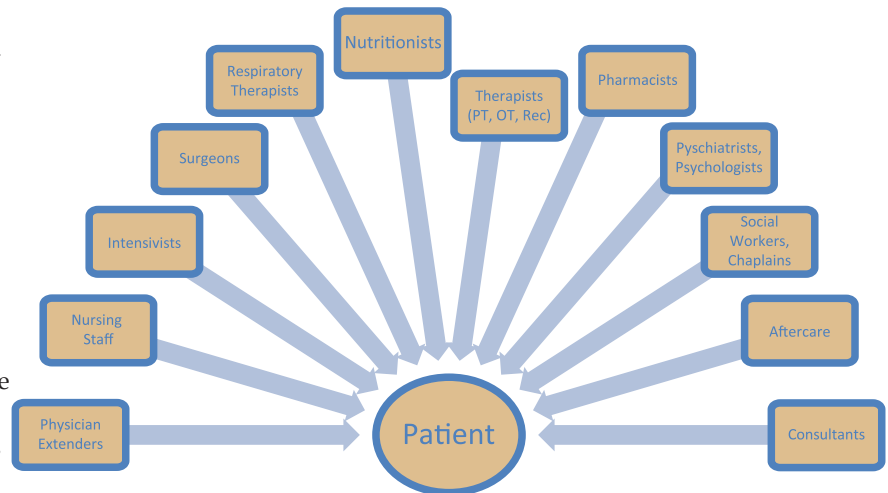 Nutritionists
Respiratory
Therapists
Therapists
(PT, OT, Rec)
Pharmacists
Surgeons
Pyschiatrists,
Psychologists
Intensivists
Social
Workers,
Chaplains
Nursing
Staff
Aftercare
e
Physician
Extenders
Patient
Consultants